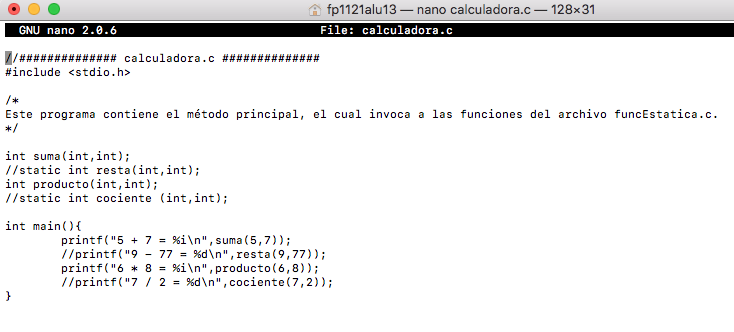 fp1121alu13 — nano calculadora.c — 128×31
GNU nano 2.0.6 File: calculadora.c
//############## calculadora.c ##############
#include <stdio.h>
/*
Este programa contiene el método principal, el cual invoca a las funciones del archivo funcEstatica.c.
*/
int suma(int,int);
//static int resta(int,int);
int producto(int,int);
//static int cociente (int,int);
int main(){
printf("5 + 7 = %i\n",suma(5,7));
//printf("9 - 77 = %d\n",resta(9,77));
printf("6 * 8 = %i\n",producto(6,8));
//printf("7 / 2 = %d\n",cociente(7,2));
}